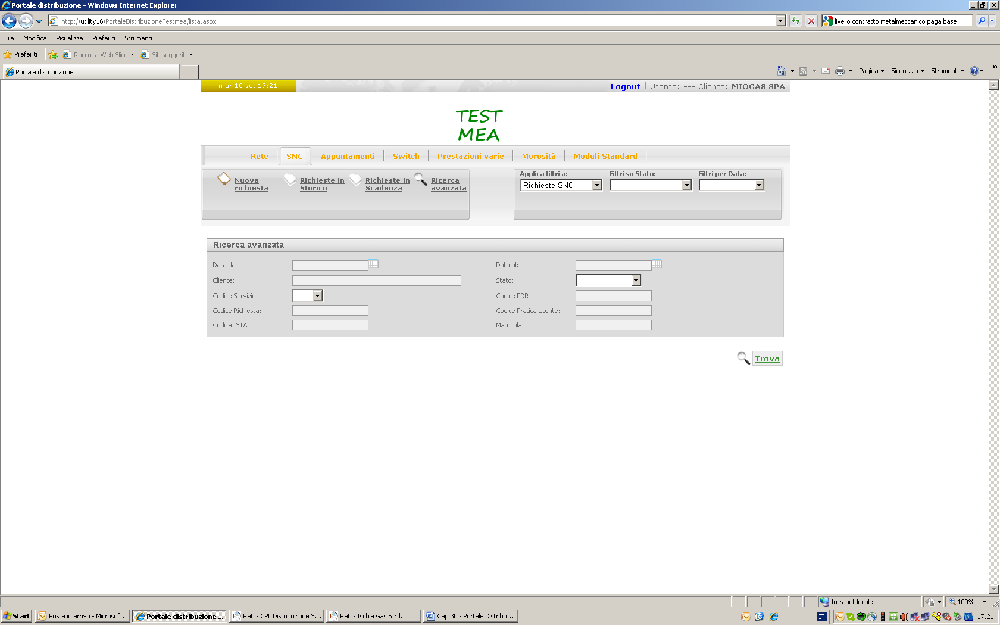 Portale distribuzione - Windows Internet Explorer
http://utility16/PortaleDistribuzioneTestmea/lista.aspx
livello contratto metalmeccanico paga base
File Modifica Visualizza Preferiti Strumenti ?
Preferiti Raccolta Web Slice Siti suggeriti
Portale distribuzione
Pagina Sicurezza Strumenti
mar 10 set 17:21
Logout Utente: --- Cliente: MIOGAS SPA
TEST
MEA
Rete SNC Appuntamenti Switch Prestazioni varie Morosità Moduli Standard
Nuova richiesta
Richieste in Storico
Richieste in Scadenza
Ricerca avanzata
Applica filtri a: Filtri su Stato: Filtri per Data:
Richieste SNC
Ricerca avanzata
Data dal: Data al:
Cliente: Stato:
Codice Servizio: Codice PDR:
Codice Richiesta: Codice Pratica Utente:
Codice ISTAT: Matricola:
Trova
Intranet locale 100%
Start Posta in arrivo - Microsof... Portale distribuzione ... Reti - CPL Distribuzione S... Reti - Ischia Gas S.r.l. Cap 30 - Portale Distribu... IT 17.21